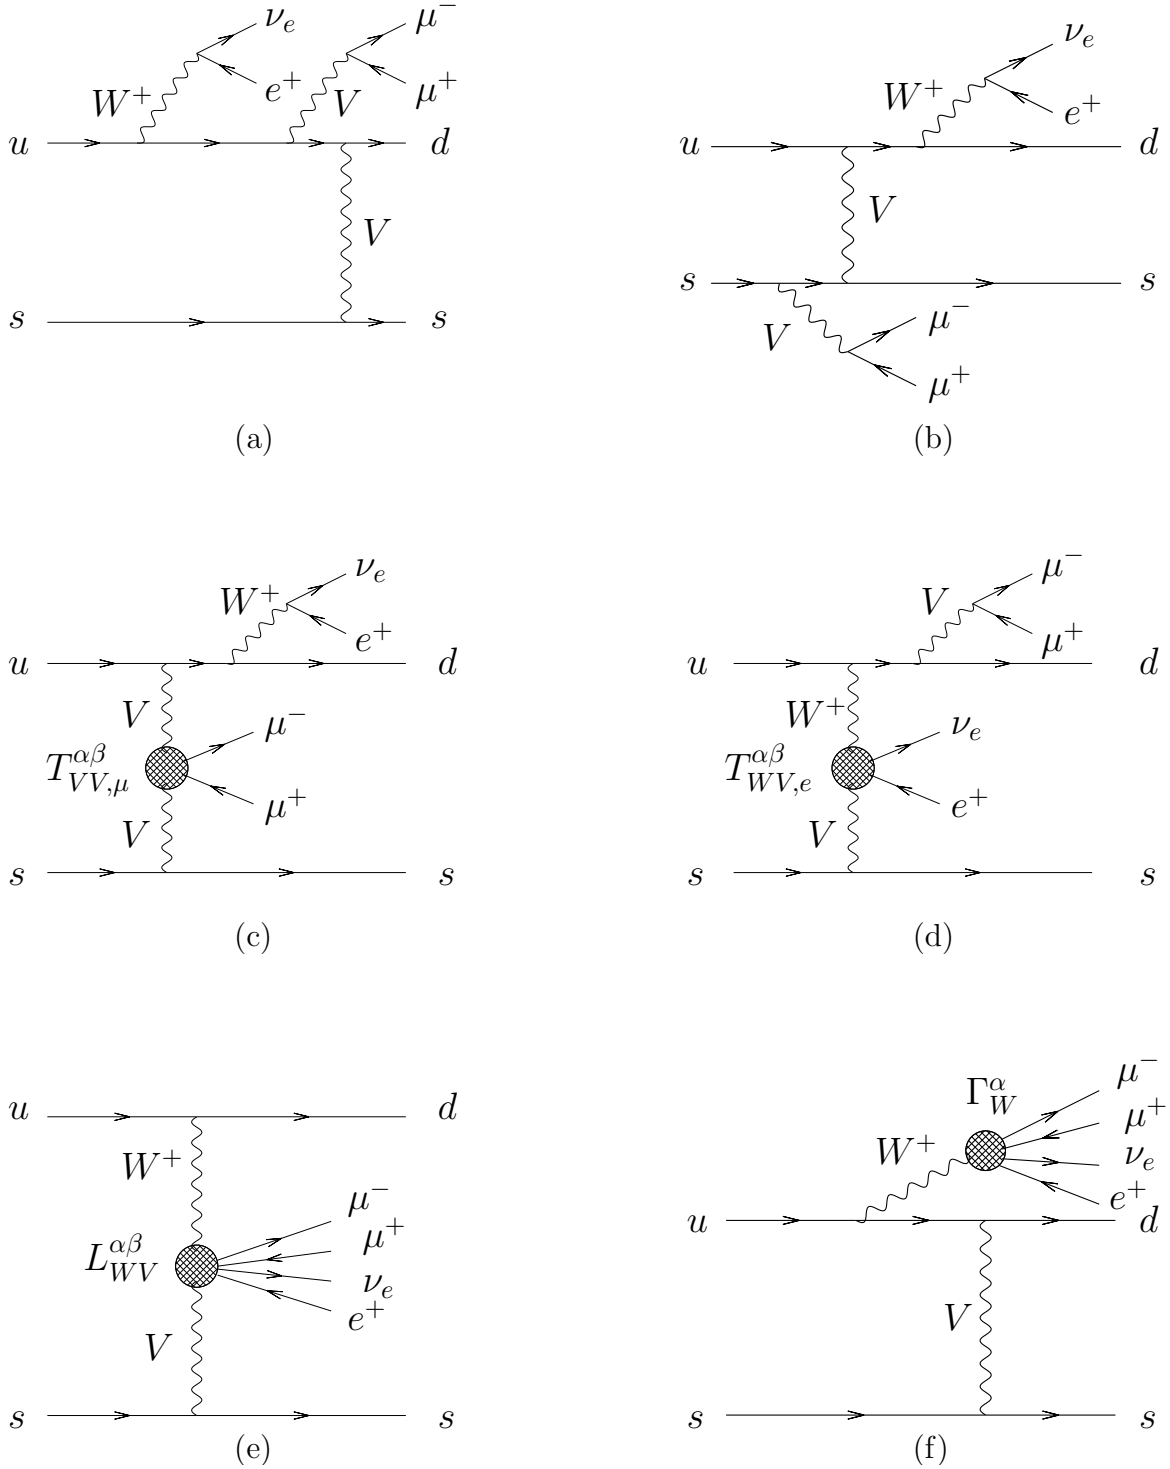 ν_e
e^+
W^+
μ^-
μ^+
V
u
d
V
s
s
(a)
ν_e
e^+
W^+
u
d
V
s
s
V
μ^-
μ^+
(b)
ν_e
e^+
W^+
u
d
V
μ^-
T^{αβ}_{VV,μ}
μ^+
V
s
s
(c)
μ^-
μ^+
V
u
d
W^+
ν_e
T^{αβ}_{WV,e}
e^+
V
s
s
(d)
u
d
W^+
μ^-
μ^+
L^{αβ}_{WV}
ν_e
e^+
V
s
s
(e)
Γ^α_W
μ^-
μ^+
W^+
ν_e
e^+
u
d
V
s
s
(f)